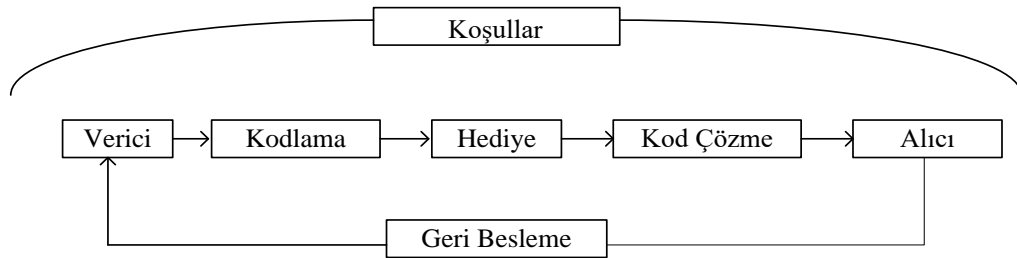 Koşullar
Verici
Kodlama
Hediye
Kod Çözme
Alıcı
Geri Besleme